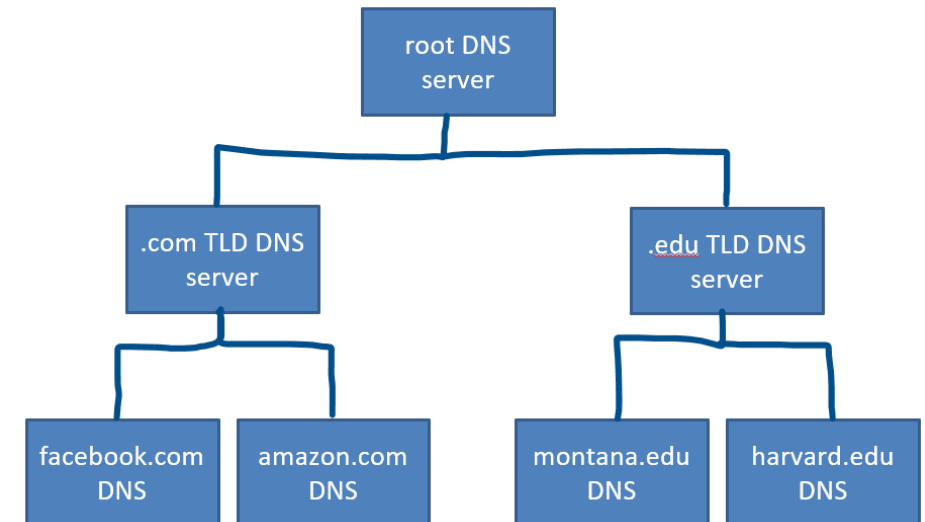 root DNS
server
.com TLD DNS
server
.edu TLD DNS
server
facebook.com
DNS
amazon.com
DNS
montana.edu
DNS
harvard.edu
DNS